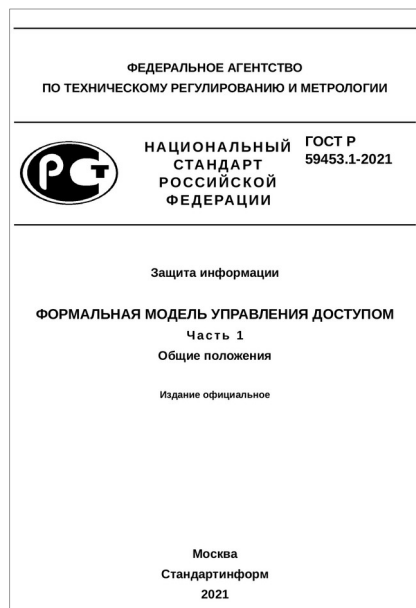 ФЕДЕРАЛЬНОЕ АГЕНТСТВО
ПО ТЕХНИЧЕСКОМУ РЕГУЛИРОВАНИЮ И МЕТРОЛОГИИ
НАЦИОНАЛЬНЫЙ
СТАНДАРТ
РОССИЙСКОЙ
ФЕДЕРАЦИИ
ГОСТ Р
59453.1-2021
РСТ
Защита информации
ФОРМАЛЬНАЯ МОДЕЛЬ УПРАВЛЕНИЯ ДОСТУПОМ
Часть 1
Общие положения
Издание официальное
Москва
Стандартинформ
2021